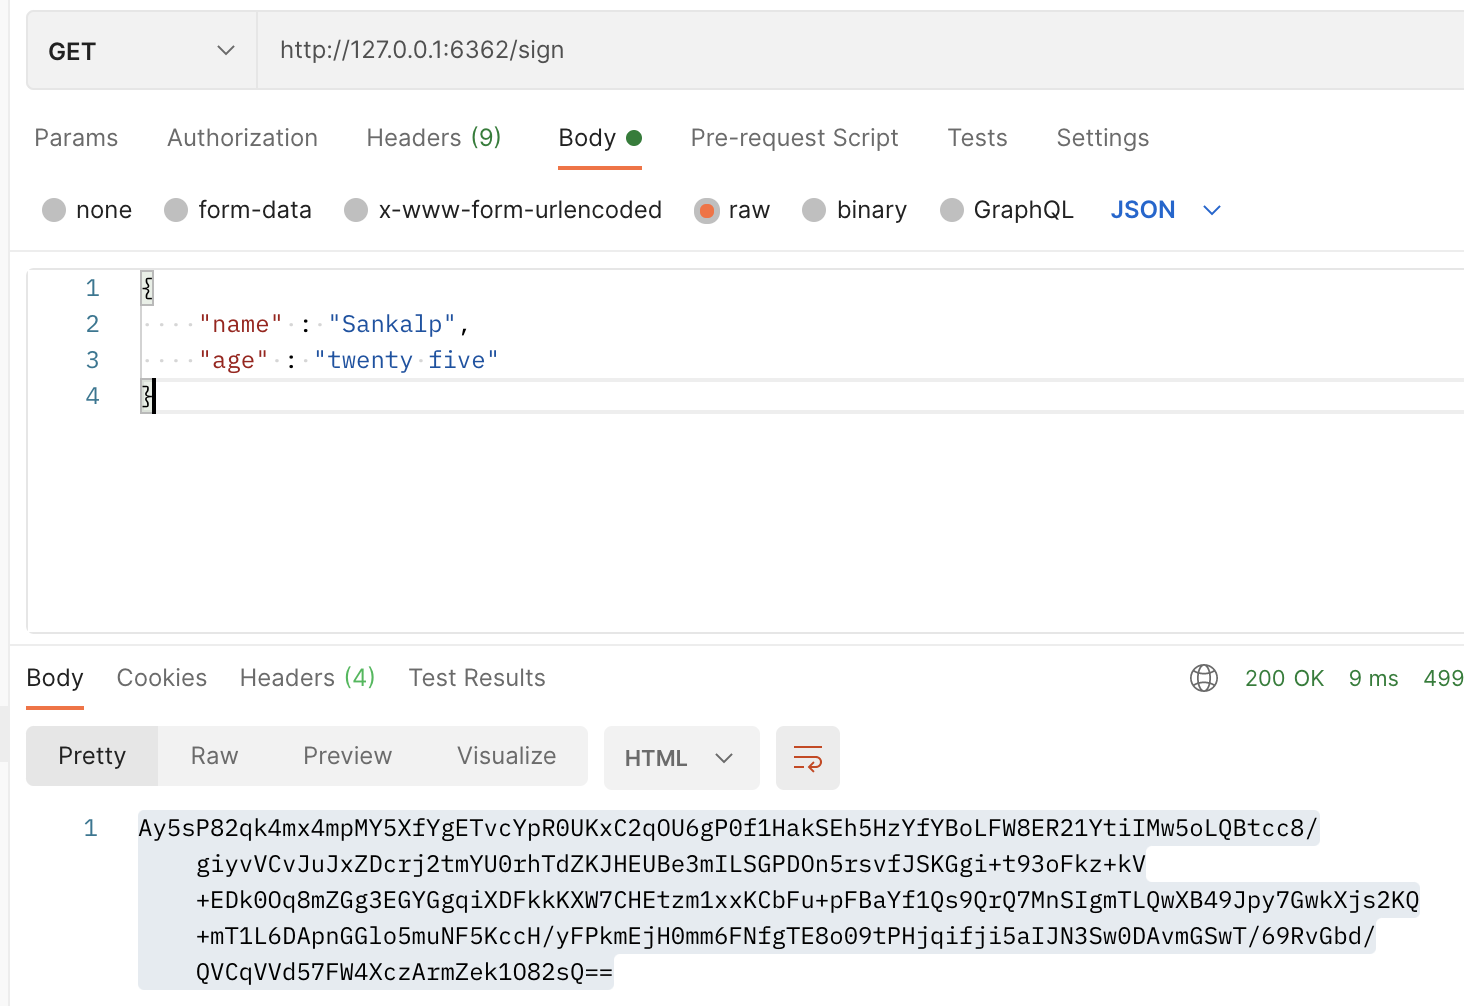 GET http://127.0.0.1:6362/sign
Params Authorization Headers (9) Body Pre-request Script Tests Settings
none form-data x-www-form-urlencoded raw binary GraphQL JSON
1 {
2 "name" : "Sankalp",
3 "age" : "twenty five"
4 }
Body Cookies Headers (4) Test Results 200 OK 9 ms 499
Pretty Raw Preview Visualize HTML
1 Ay5sP82qk4mx4mpMY5XfYgETvcYpR0UKxC2qOU6gP0f1HakSEh5HzYfYBoLFW8ER21YtiIMw5oLQBtcc8/
giyvVCvJuJxZDcrj2tmYU0rhTdZKJHEUBe3mILSGPDOn5rsvfJSKGgi+t93oFkz+kV
+EDk0Oq8mZGg3EGYGgqiXDFkkKXW7CHEtzm1xxKCbFu+pFBaYf1Qs9QrQ7MnSIgmTLQwXB49Jpy7GwkXjs2KQ
+mT1L6DApnGGlo5muNF5KccH/yFPkmEjH0mm6FNfgTE8o09tPHjqifji5aIJN3Sw0DAvmGSwT/69RvGbd/
QVCqVVd57FW4XczArmZek1O82sQ==